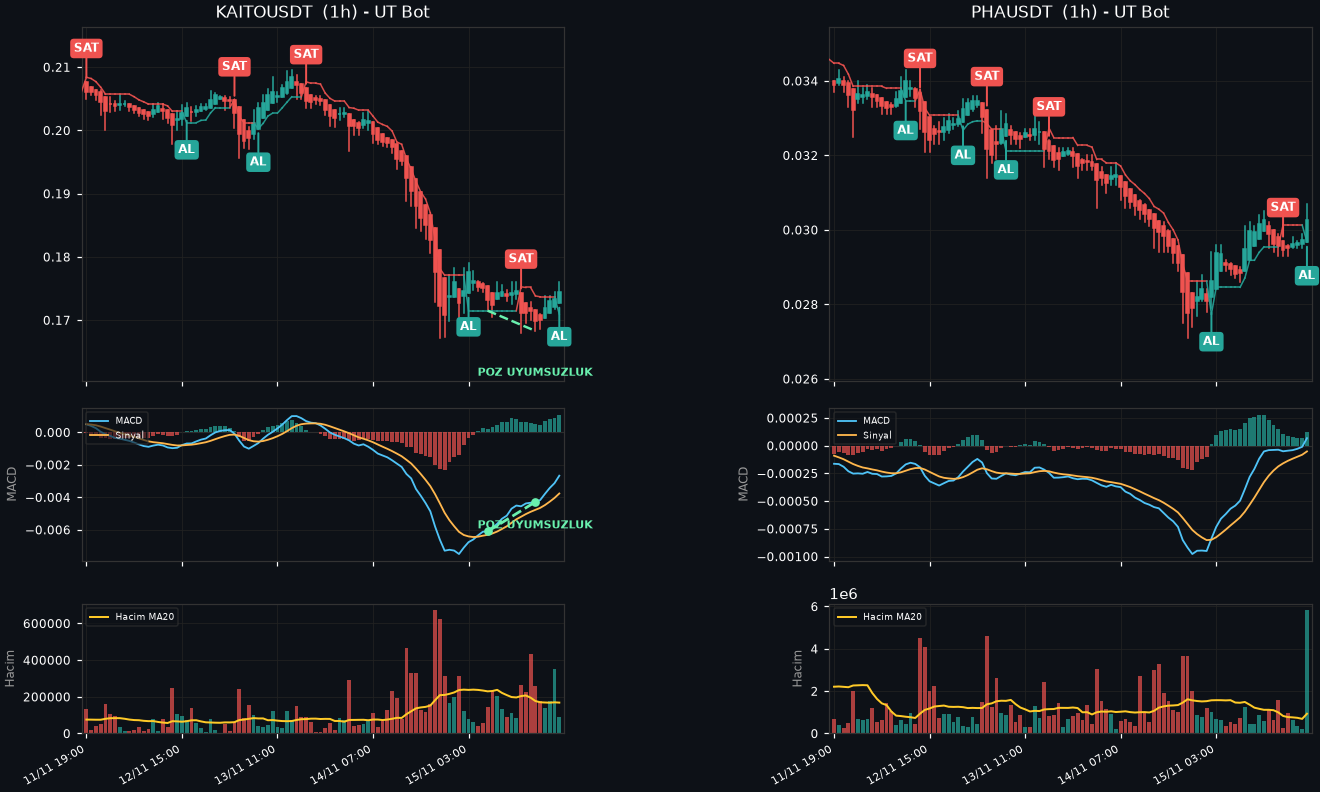 KAITOUSDT (1h) - UT Bot
SAT
SAT
SAT
SAT
AL
AL
AL
AL
0.21
0.20
0.19
0.18
0.17
POZ UYUMSUZLUK
MACD
Sinyal
0.000
−0.002
−0.004
−0.006
MACD
POZ UYUMSUZLUK
Hacim MA20
600000
400000
200000
0
Hacim
11/11 19:00
12/11 15:00
13/11 11:00
14/11 07:00
15/11 03:00
PHAUSDT (1h) - UT Bot
SAT
SAT
SAT
SAT
AL
AL
AL
AL
AL
0.034
0.032
0.030
0.028
0.026
MACD
Sinyal
0.00025
0.00000
−0.00025
−0.00050
−0.00075
−0.00100
MACD
1e6
Hacim MA20
6
4
2
0
Hacim
11/11 19:00
12/11 15:00
13/11 11:00
14/11 07:00
15/11 03:00